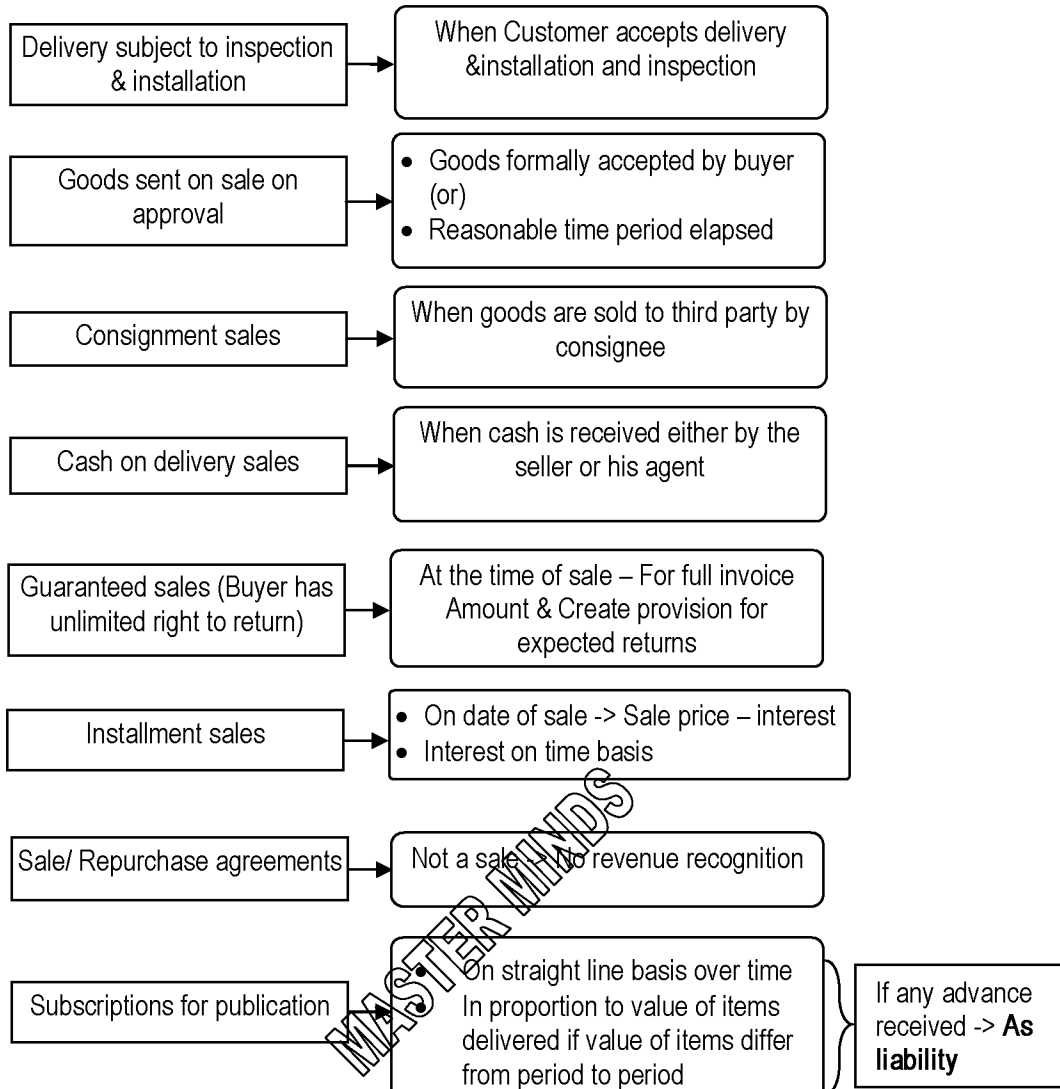 Delivery subject to inspection
& installation
When Customer accepts delivery
&installation and inspection
Goods sent on sale on
approval
• Goods formally accepted by buyer
(or)
• Reasonable time period elapsed
Consignment sales
When goods are sold to third party by
consignee
Cash on delivery sales
When cash is received either by the
seller or his agent
Guaranteed sales (Buyer has
unlimited right to return)
At the time of sale – For full invoice
Amount & Create provision for
expected returns
Installment sales
• On date of sale -> Sale price – interest
• Interest on time basis
Sale/ Repurchase agreements
Not a sale -> No revenue recognition
Subscriptions for publication
• On straight line basis over time
• In proportion to value of items
delivered if value of items differ
from period to period
If any advance
received -> As
liability
MASTER MINDS